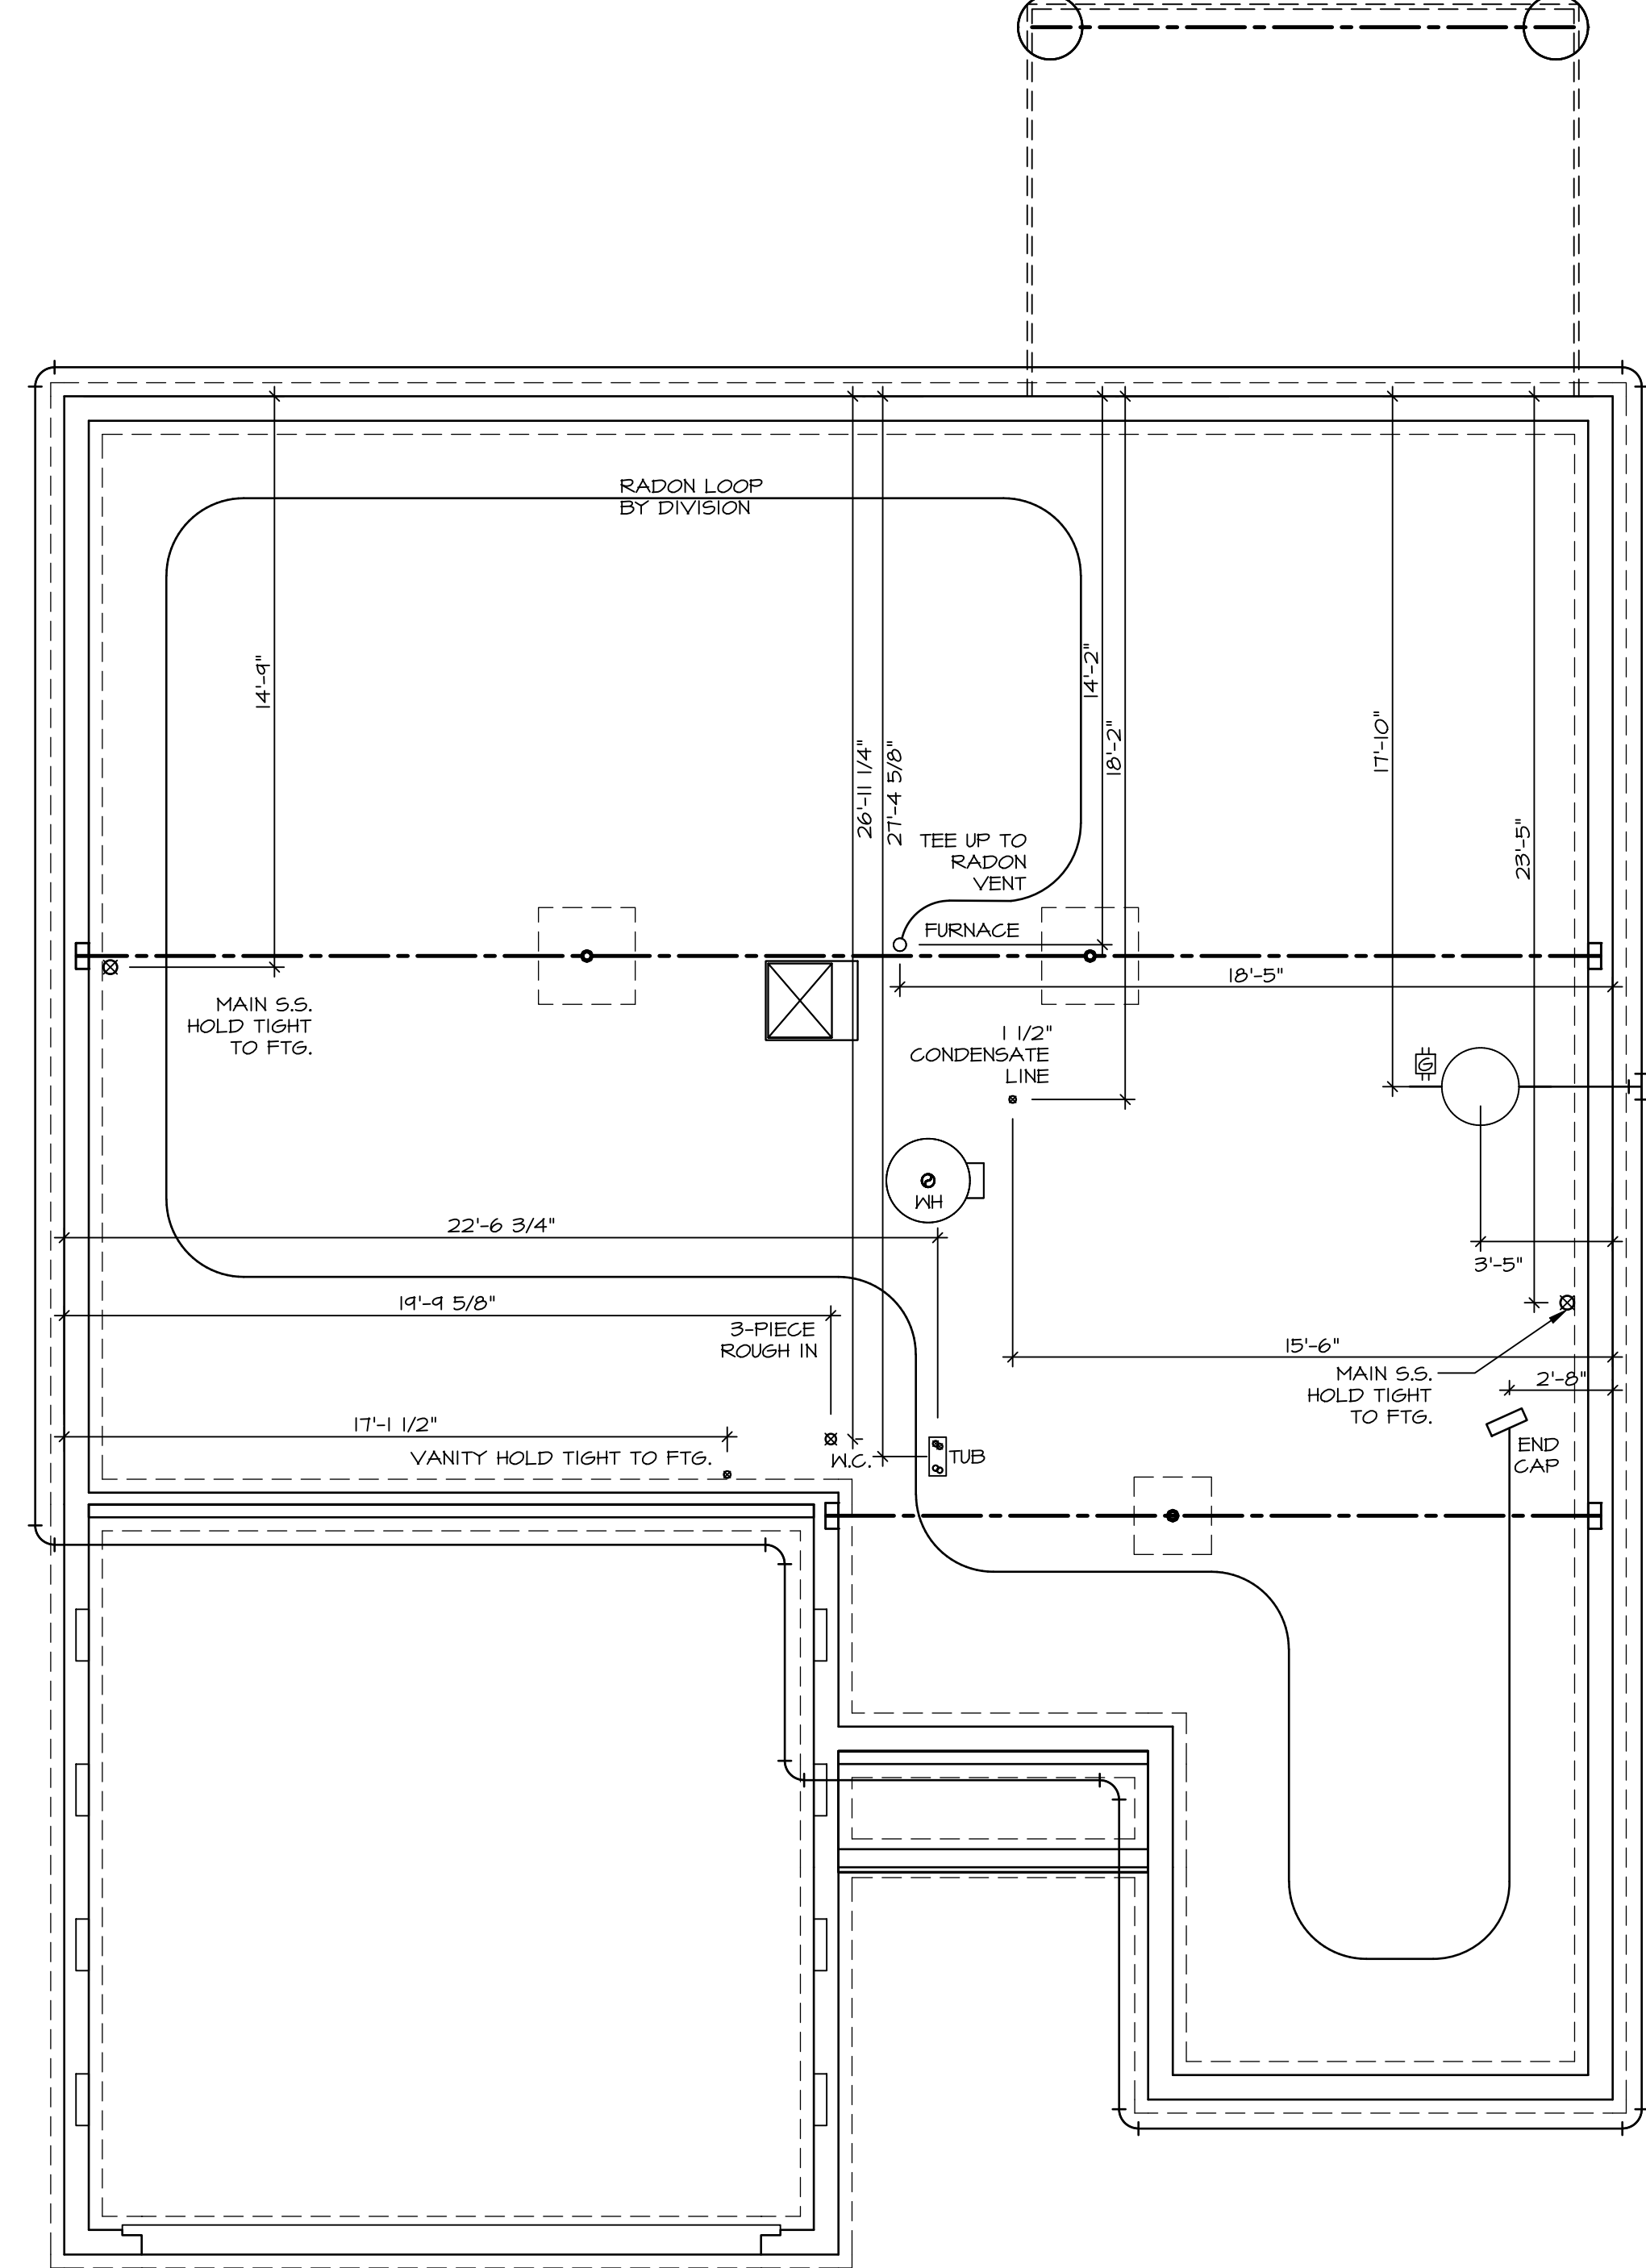 RADON LOOP
BY DIVISION
14'-9"
14'-2"
18'-2"
17'-10"
26'-11 1/4"
27'-4 5/8"
23'-5"
TEE UP TO
RADON
VENT
FURNACE
18'-5"
MAIN S.S.
HOLD TIGHT
TO FTG.
1 1/2"
CONDENSATE
LINE
G
WH
22'-6 3/4"
3'-5"
19'-9 5/8"
3-PIECE
ROUGH IN
15'-6"
MAIN S.S.
HOLD TIGHT
TO FTG.
2'-8"
17'-1 1/2"
VANITY HOLD TIGHT TO FTG.
W.C.
TUB
END
CAP